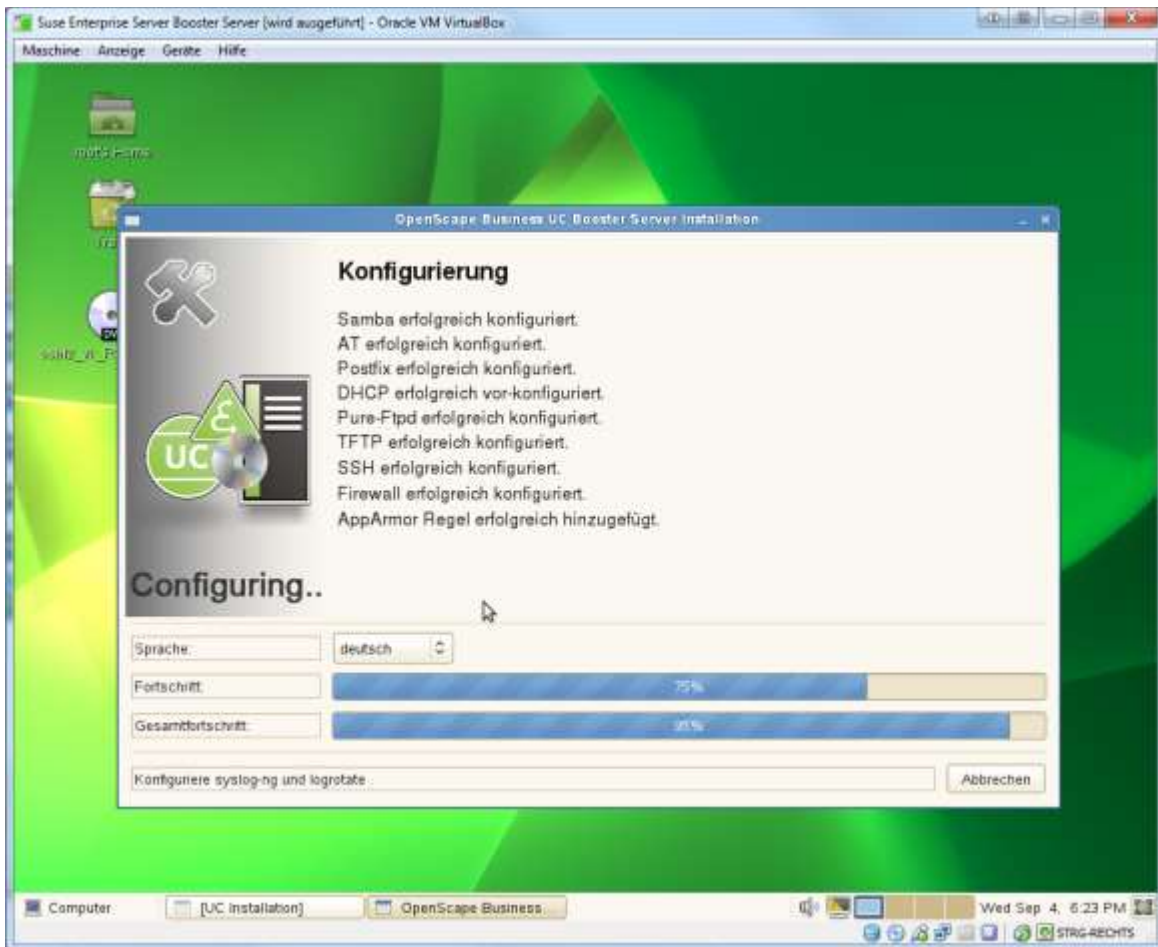 Suse Enterprise Server Booster Server [wird ausgeführt] - Oracle VM VirtualBox
Maschine Anzeige Geräte Hilfe
OpenScape Business UC Booster Server Installation
Konfigurierung
Samba erfolgreich konfiguriert.
AT erfolgreich konfiguriert.
Postfix erfolgreich konfiguriert.
DHCP erfolgreich vor-konfiguriert.
Pure-Ftpd erfolgreich konfiguriert.
TFTP erfolgreich konfiguriert.
SSH erfolgreich konfiguriert.
Firewall erfolgreich konfiguriert.
AppArmor Regel erfolgreich hinzugefügt.
UC
Configuring..
Sprache:
deutsch
Fortschritt:
75%
Gesamtfortschritt:
95%
Konfiguriere syslog-ng und logrotate
Abbrechen
Computer
[UC Installation]
OpenScape Business
Wed Sep 4, 6:23 PM
STRG-RECHTS